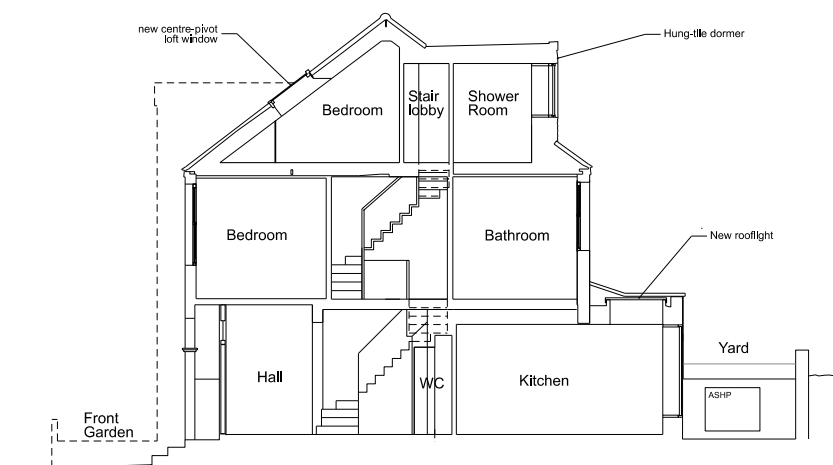 new centre-pivot
loft window
Hung-tile dormer
Bedroom
Stair
lobby
Shower
Room
Bedroom
Bathroom
New rooflight
Hall
WC
Kitchen
Yard
ASHP
Front
Garden